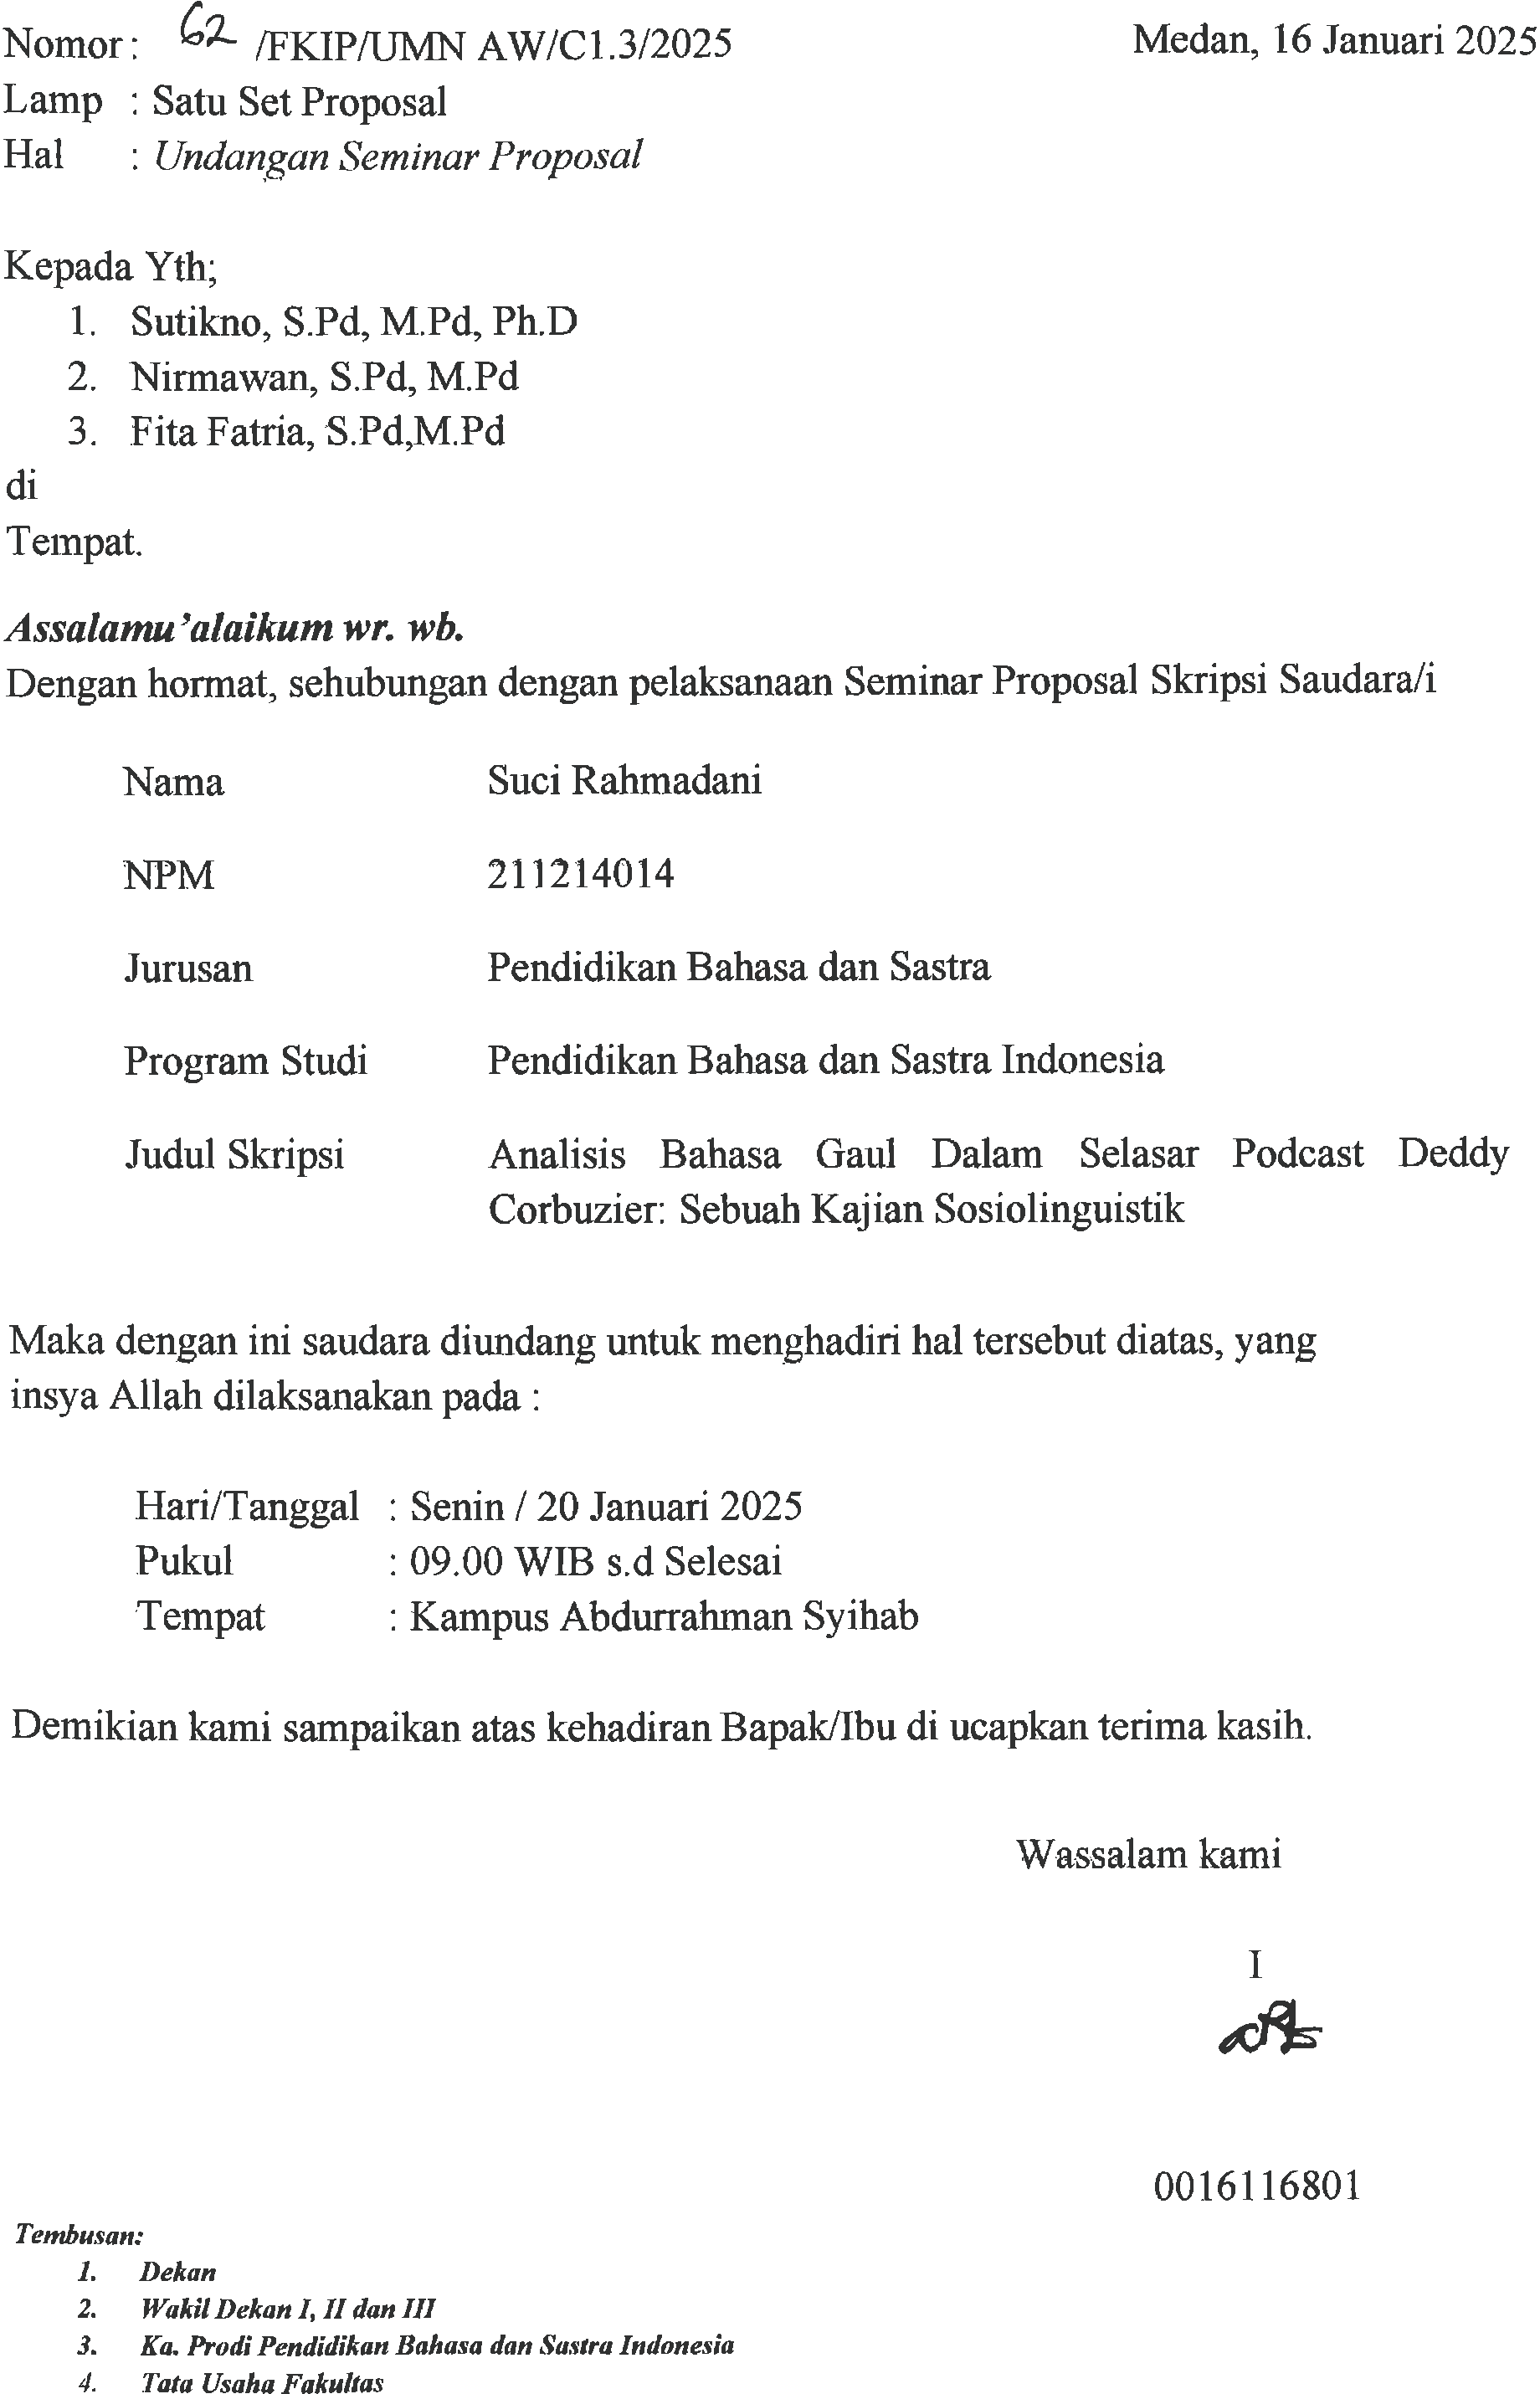 Nomor : 62 /FKIP/UMN AW/C1.3/2025 Medan, 16 Januari 2025
Lamp : Satu Set Proposal
Hal : Undangan Seminar Proposal
Kepada Yth;
1. Sutikno, S.Pd, M.Pd, Ph.D
2. Nirmawan, S.Pd, M.Pd
3. Fita Fatria, S.Pd,M.Pd
di
Tempat.
Assalamu'alaikum wr. wb.
Dengan hormat, sehubungan dengan pelaksanaan Seminar Proposal Skripsi Saudara/i
Nama Suci Rahmadani
NPM 211214014
Jurusan Pendidikan Bahasa dan Sastra
Program Studi Pendidikan Bahasa dan Sastra Indonesia
Judul Skripsi Analisis Bahasa Gaul Dalam Selasar Podcast Deddy
Corbuzier: Sebuah Kajian Sosiolinguistik
Maka dengan ini saudara diundang untuk menghadiri hal tersebut diatas, yang
insya Allah dilaksanakan pada :
Hari/Tanggal : Senin / 20 Januari 2025
Pukul : 09.00 WIB s.d Selesai
Tempat : Kampus Abdurrahman Syihab
Demikian kami sampaikan atas kehadiran Bapak/Ibu di ucapkan terima kasih.
Wassalam kami
I
0016116801
Tembusan:
1. Dekan
2. Wakil Dekan I, II dan III
3. Ka. Prodi Pendidikan Bahasa dan Sastra Indonesia
4. Tata Usaha Fakultas